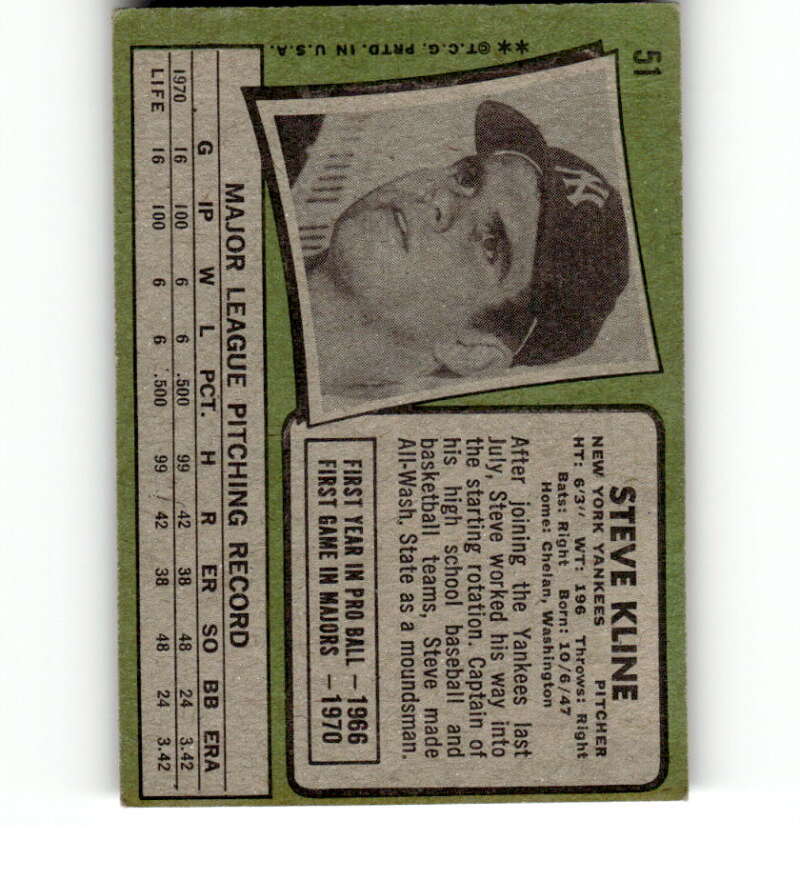 51
**©T.C.G. PRTD. IN U.S.A.
NY
STEVE KLINE
NEW YORK YANKEES PITCHER
HT: 6'3" WT: 196 Throws: Right
Bats: Right Born: 10/6/47
Home: Chelan, Washington
After joining the Yankees last
July, Steve worked his way into
the starting rotation. Captain of
his high school baseball and
basketball teams, Steve made
All-Wash. State as a moundsman.
FIRST YEAR IN PRO BALL — 1966
FIRST GAME IN MAJORS — 1970
MAJOR LEAGUE PITCHING RECORD
G IP W L PCT. H R ER SO BB ERA
1970 16 100 6 6 .500 99 42 38 48 24 3.42
LIFE 16 100 6 6 .500 99 42 38 48 24 3.42